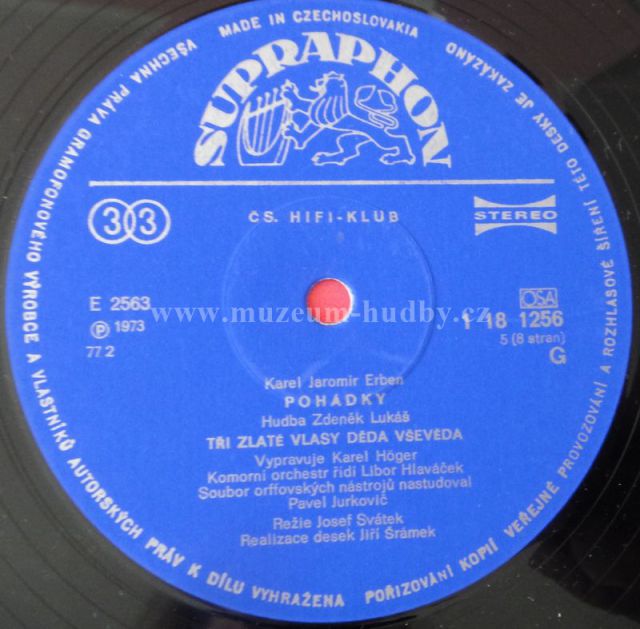 MADE IN CZECHOSLOVAKIA
VŠECHNA PRÁVA GRAMOFONOVÉHO VÝROBCE A VLASTNÍKŮ AUTORSKÝCH PRÁV K DÍLU VYHRAŽENA
POŘIZOVÁNÍ KOPIÍ VEŘEJNÉ PROVOZOVÁNÍ A ROZHLASOVÉ ŠÍŘENÍ TÉTO DESKY JE ZAKÁZÁNO
SUPRAPHON
33
ČS. HIFI-KLUB
STEREO
E 2563
OSA
℗ 1973
www.muzeum-hudby.cz
1 18 1256
77 2
5 (8 stran)
G
Karel Jaromír Erben
POHÁDKY
Hudba Zdeněk Lukáš
TŘI ZLATÉ VLASY DĚDA VŠEVĚDA
Vypravuje Karel Höger
Komorní orchestr řídí Libor Hlaváček
Soubor orffovských nástrojů nastudoval
Pavel Jurkovič
Režie Josef Svátek
Realizace desek Jiří Šrámek